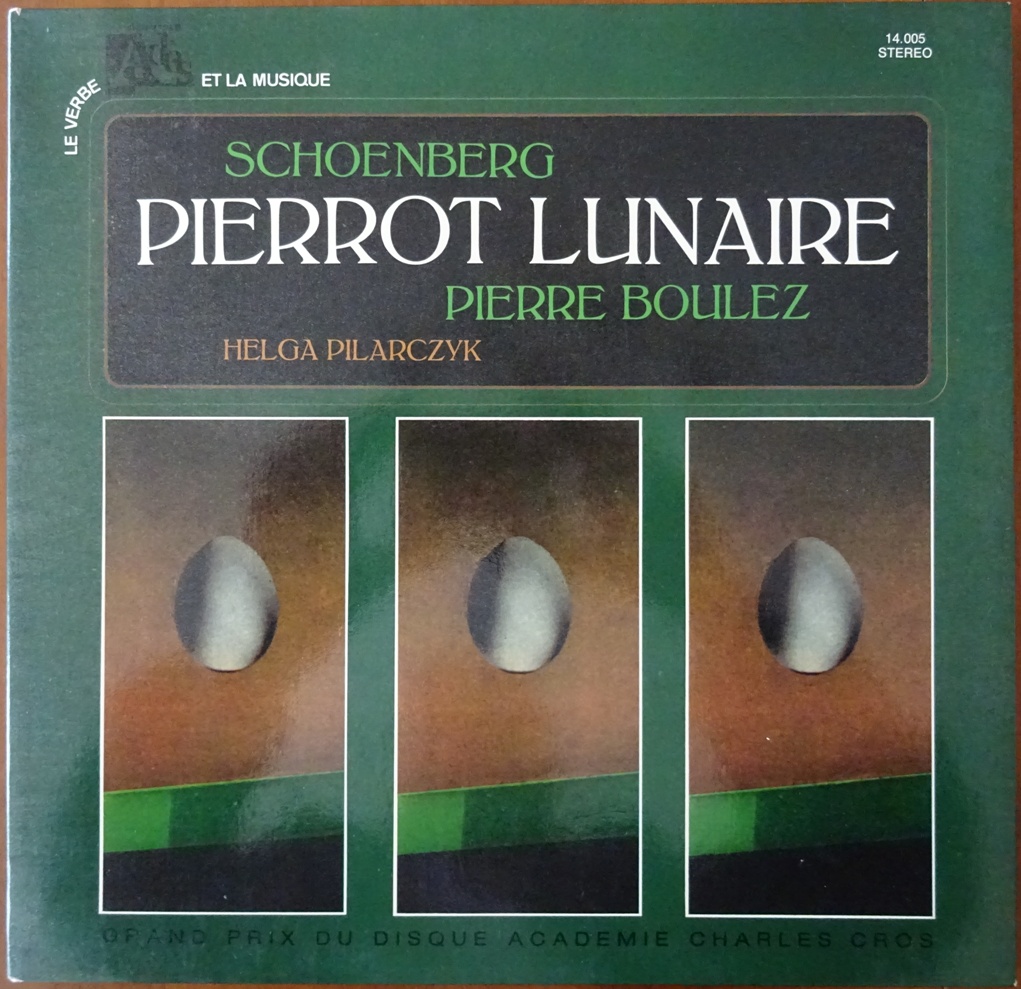 Adès
LE VERBE
ET LA MUSIQUE
14.005
STEREO
SCHOENBERG
PIERROT LUNAIRE
PIERRE BOULEZ
HELGA PILARCZYK
GRAND PRIX DU DISQUE ACADEMIE CHARLES CROS